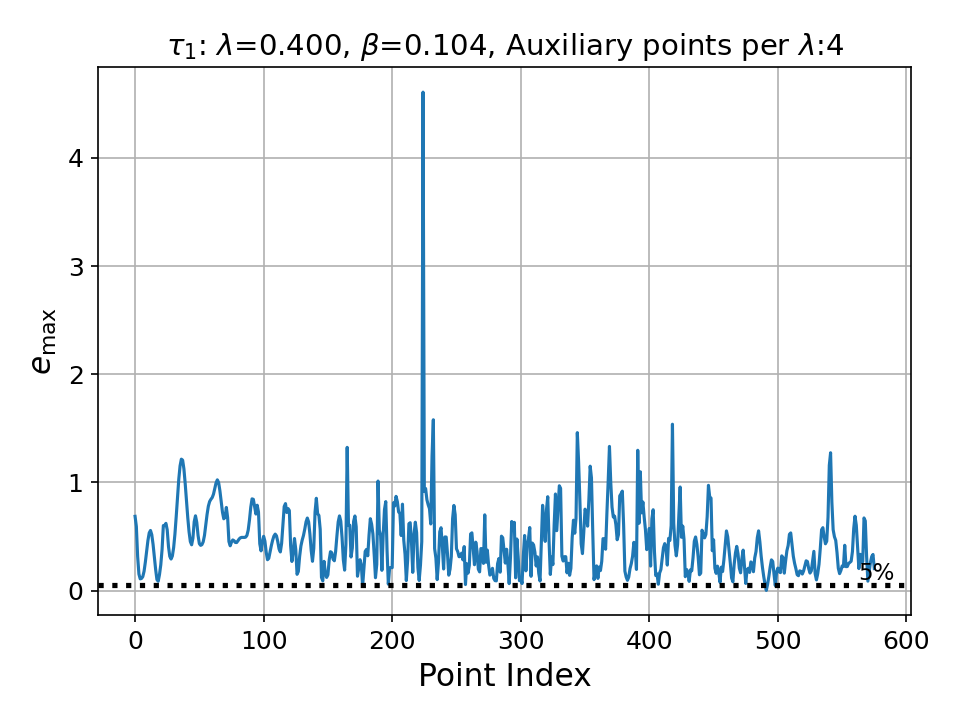 τ₁: λ=0.400, β=0.104, Auxiliary points per λ:4
e_max
4
3
2
1
0
5%
0 100 200 300 400 500 600
Point Index